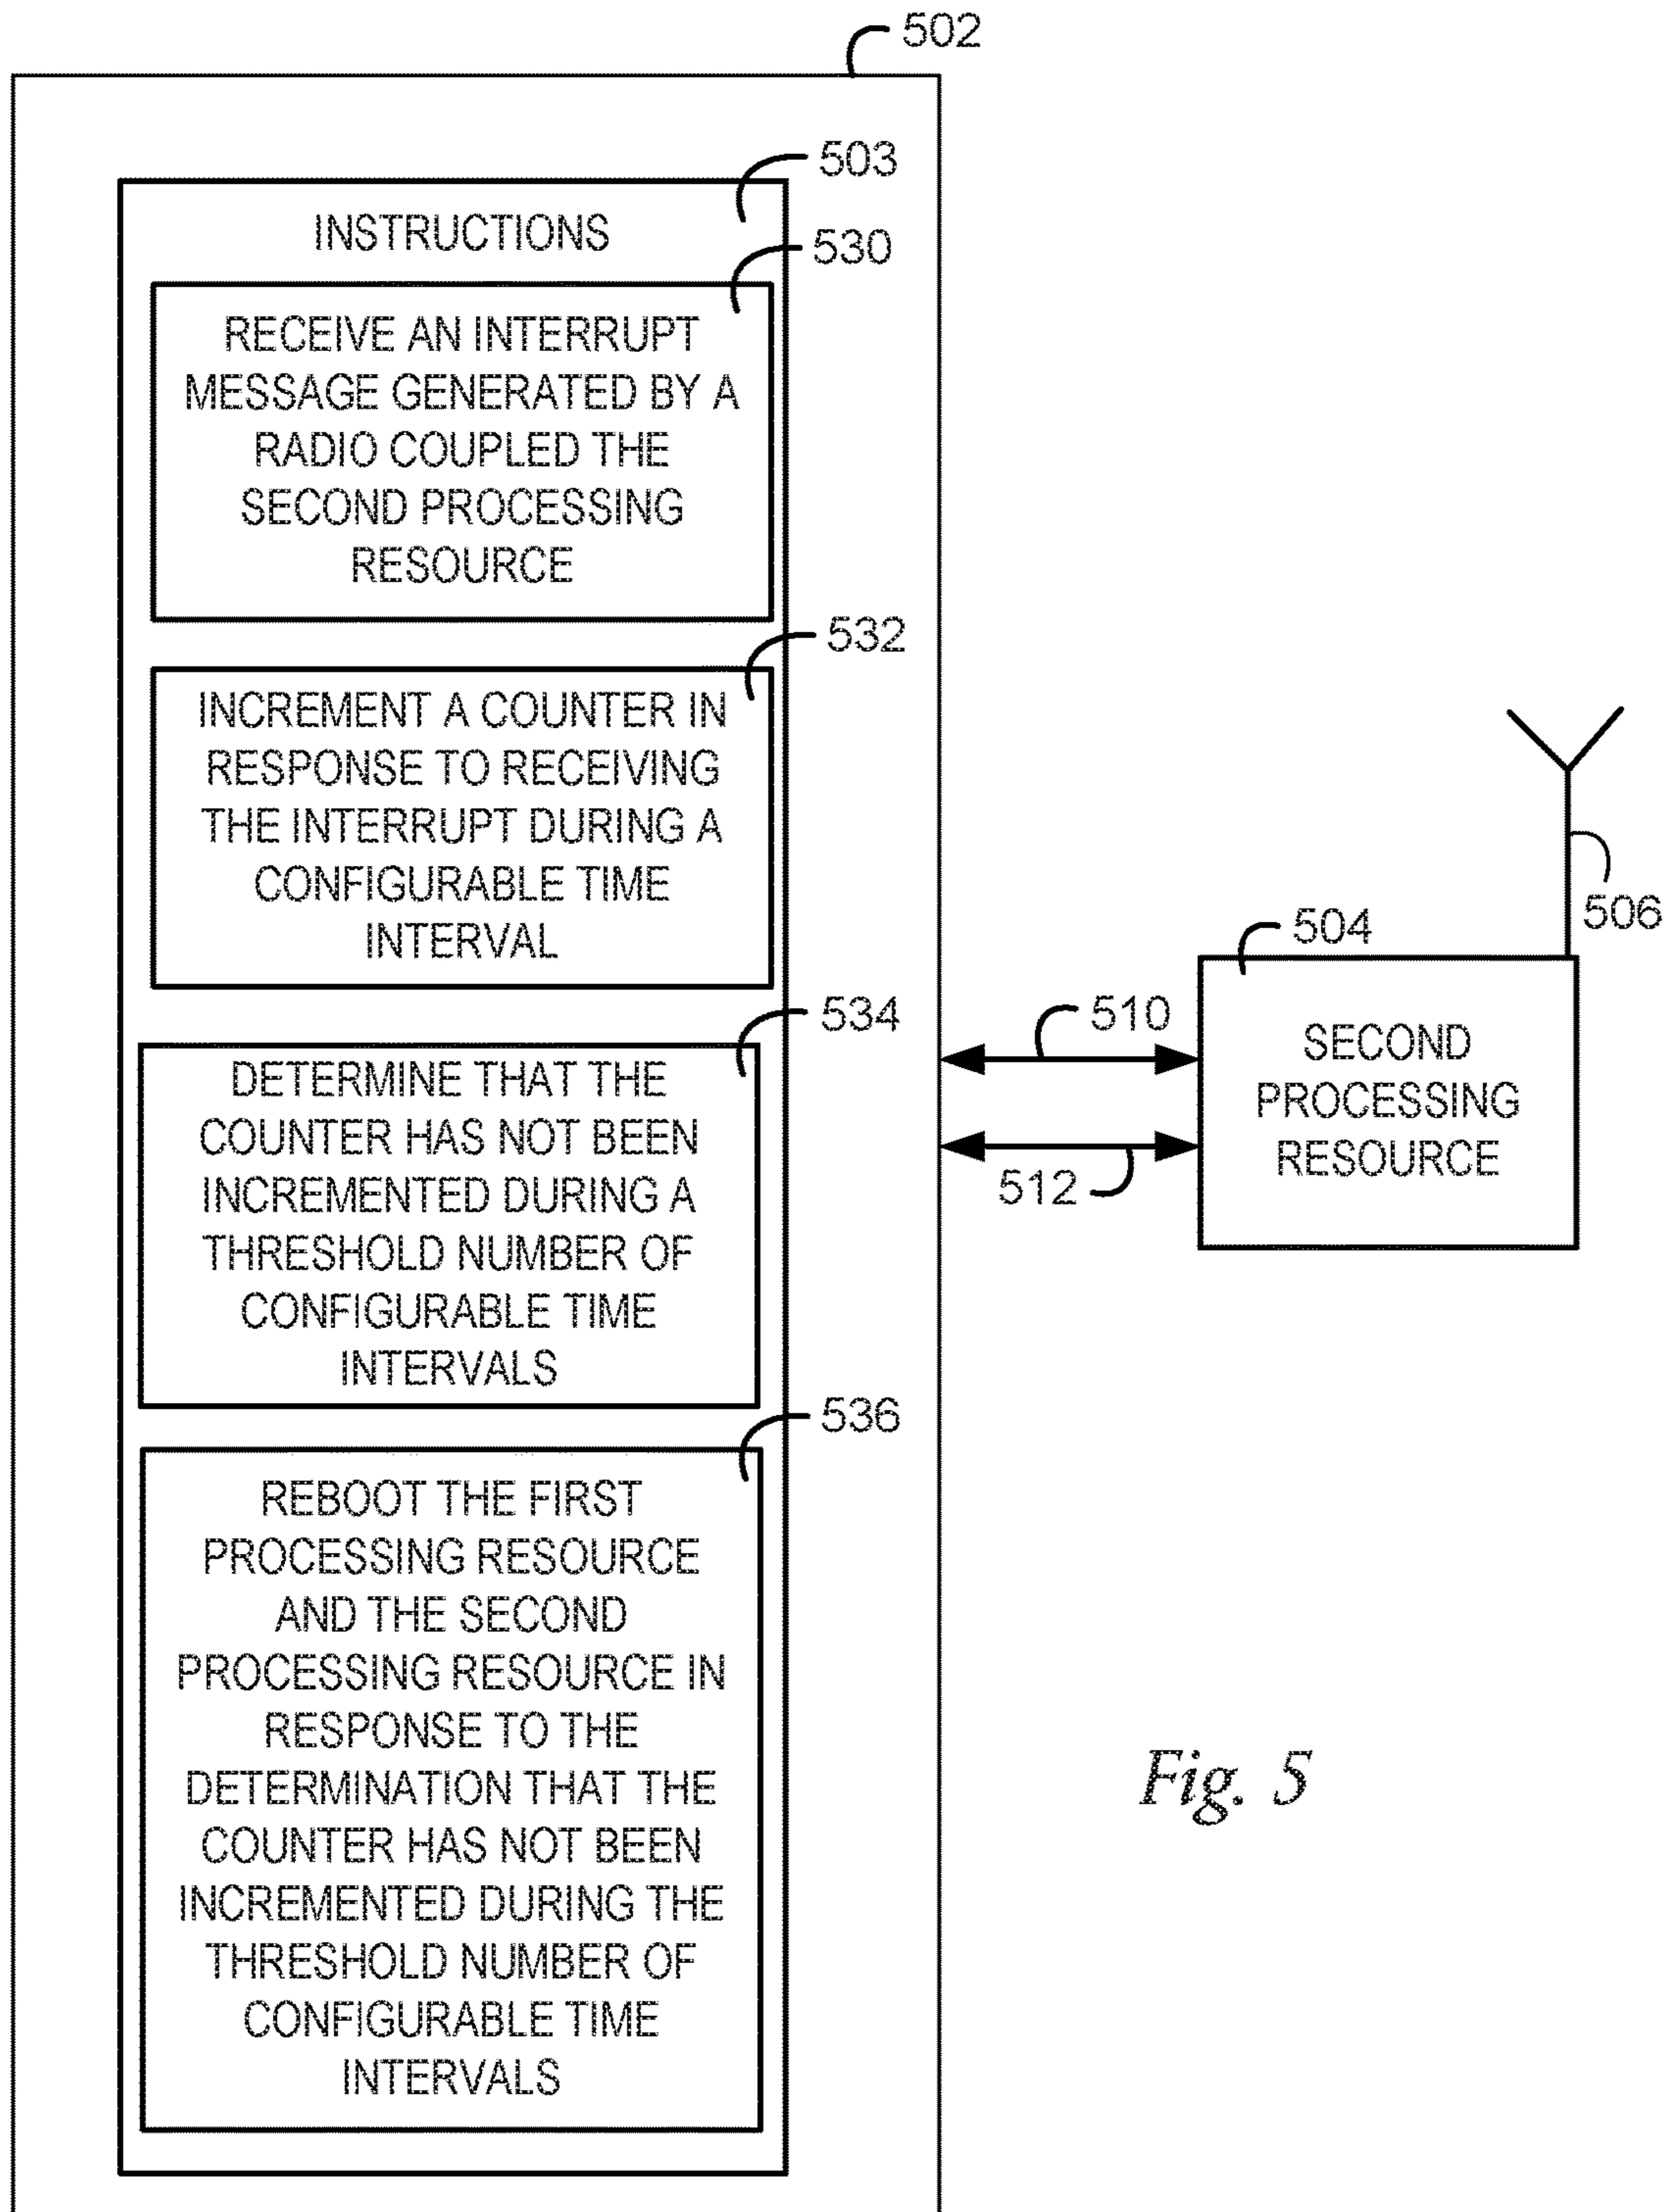 502
503
INSTRUCTIONS
530
RECEIVE AN INTERRUPT
MESSAGE GENERATED BY A
RADIO COUPLED THE
SECOND PROCESSING
RESOURCE
532
INCREMENT A COUNTER IN
RESPONSE TO RECEIVING
THE INTERRUPT DURING A
CONFIGURABLE TIME
INTERVAL
534
DETERMINE THAT THE
COUNTER HAS NOT BEEN
INCREMENTED DURING A
THRESHOLD NUMBER OF
CONFIGURABLE TIME
INTERVALS
536
REBOOT THE FIRST
PROCESSING RESOURCE
AND THE SECOND
PROCESSING RESOURCE IN
RESPONSE TO THE
DETERMINATION THAT THE
COUNTER HAS NOT BEEN
INCREMENTED DURING THE
THRESHOLD NUMBER OF
CONFIGURABLE TIME
INTERVALS
506
504
510
512
SECOND
PROCESSING
RESOURCE
Fig. 5